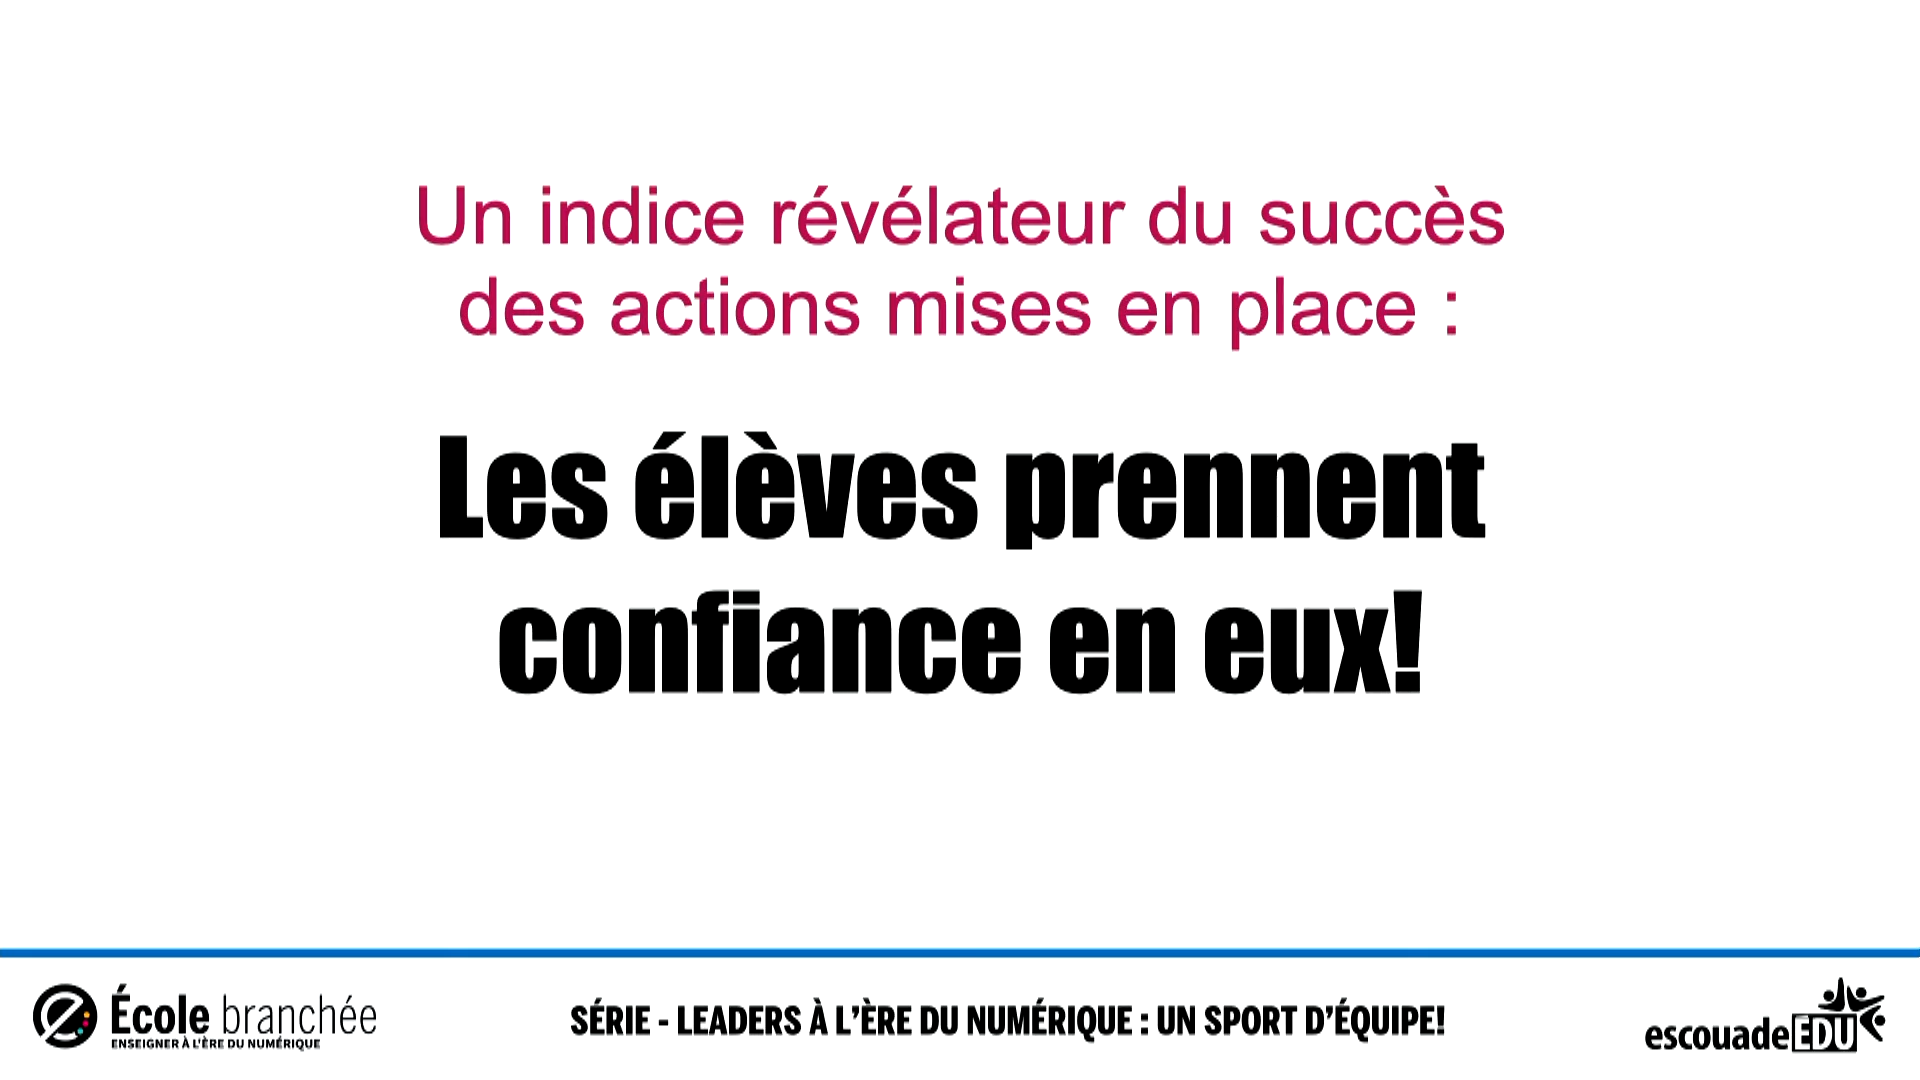 Un indice révélateur du succès
des actions mises en place :
Les élèves prennent
confiance en eux!
École branchée
ENSEIGNER À L'ÈRE DU NUMÉRIQUE
SÉRIE - LEADERS À L'ÈRE DU NUMÉRIQUE : UN SPORT D'ÉQUIPE!
escouadeEDU